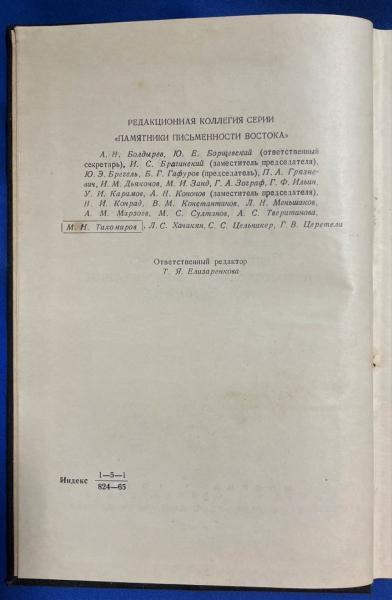 РЕДАКЦИОННАЯ КОЛЛЕГИЯ СЕРИИ
«ПАМЯТНИКИ ПИСЬМЕННОСТИ ВОСТОКА»
А. Н. Болдырев, Ю. Е. Борщевский (ответственный
секретарь), И. С. Брагинский (заместитель председателя),
Ю. Э. Брегель, Б. Г. Гафуров (председатель), П. А. Грязне-
вич, И. М. Дьяконов, М. И. Занд, Г. А. Зограф, Г. Ф. Ильин,
У. И. Каримов, А. Н. Кононов (заместитель председателя),
Н. И. Конрад, В. М. Константинов, Л. Н. Меньшиков,
А. М. Мирзоев, М. С. Султанов, А. С. Тверитинова,
М. Н. Тихомиров, Л. С. Хачикян, С. С. Цельникер, Г. В. Церетели
Ответственный редактор
Т. Я. Елизаренкова
Индекс 1—5—1
824—65